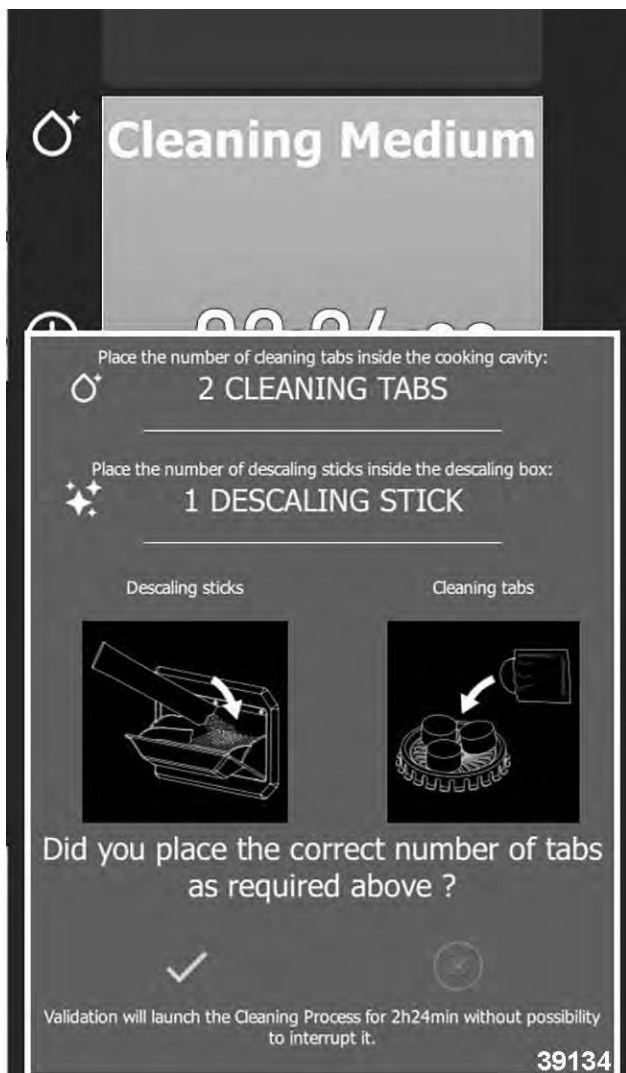 Cleaning Medium
Place the number of cleaning tabs inside the cooking cavity:
2 CLEANING TABS
Place the number of descaling sticks inside the descaling box:
1 DESCALING STICK
Descaling sticks
Cleaning tabs
Did you place the correct number of tabs
as required above ?
Validation will launch the Cleaning Process for 2h24min without possibility
to interrupt it.
39134